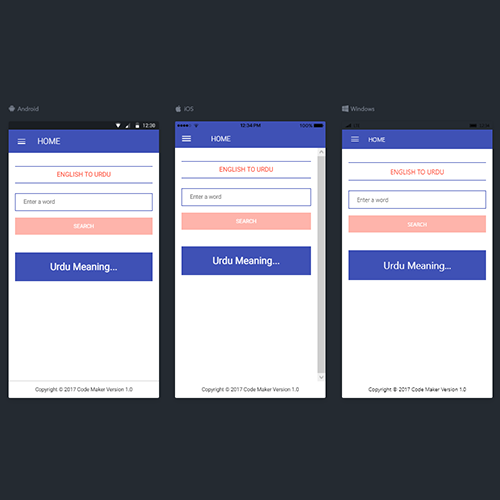 Android
12:30
HOME
ENGLISH TO URDU
Enter a word
SEARCH
Urdu Meaning...
Copyright © 2017 Code Maker Version 1.0
iOS
12:34 PM
100%
HOME
ENGLISH TO URDU
Enter a word
SEARCH
Urdu Meaning...
Copyright © 2017 Code Maker Version 1.0
Windows
HOME
ENGLISH TO URDU
Enter a word
SEARCH
Urdu Meaning...
Copyright © 2017 Code Maker Version 1.0